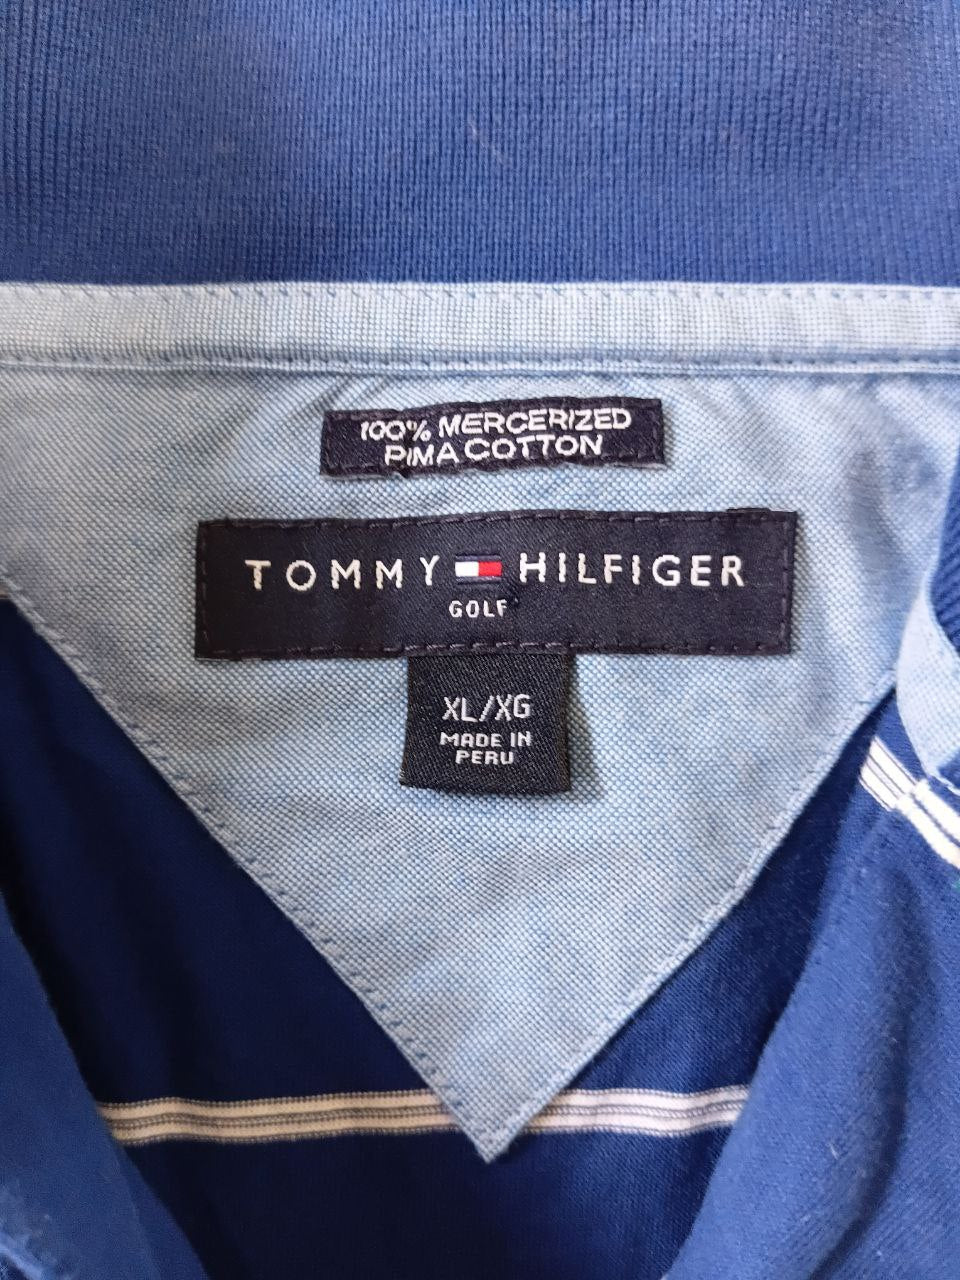 100% MERCERIZED
PIMA COTTON
TOMMY HILFIGER
GOLF
XL/XG
MADE IN
PERU